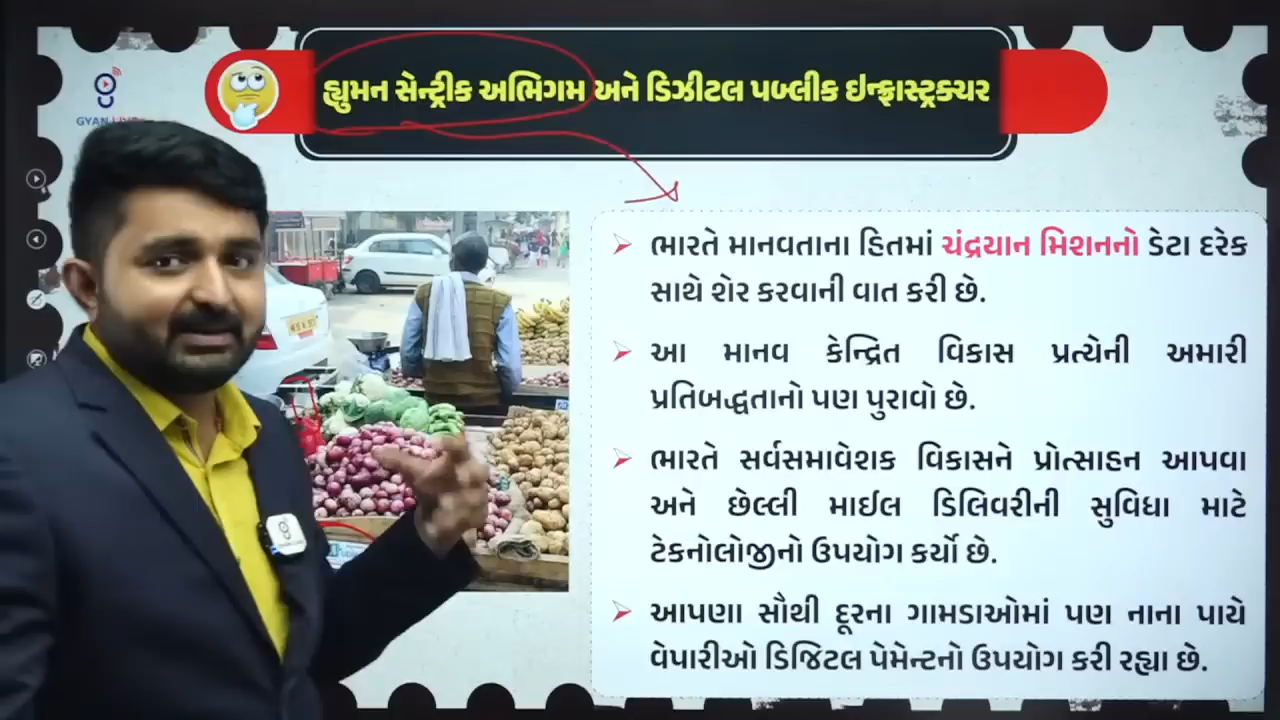 હ્યુમન સેન્ટ્રીક અભિગમ અને ડિઝીટલ પબ્લીક ઇન્ફ્રાસ્ટ્રક્ચર
ભારતે માનવતાના હિતમાં ચંદ્રયાન મિશનનો ડેટા દરેક
સાથે શેર કરવાની વાત કરી છે.
આ માનવ કેન્દ્રિત વિકાસ પ્રત્યેની અમારી
પ્રતિબદ્ધતાનો પણ પુરાવો છે.
ભારતે સર્વસમાવેશક વિકાસને પ્રોત્સાહન આપવા
અને છેલ્લી માઈલ ડિલિવરીની સુવિધા માટે
ટેકનોલોજીનો ઉપયોગ કર્યો છે.
આપણા સૌથી દૂરના ગામડાઓમાં પણ નાના પાયે
વેપારીઓ ડિજિટલ પેમેન્ટનો ઉપયોગ કરી રહ્યા છે.